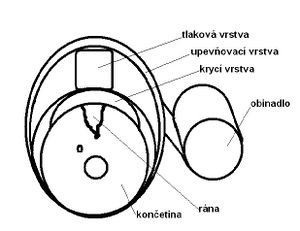 tlaková vrstva
upevňovací vrstva
krycí vrstva
obinadlo
rána
končetina